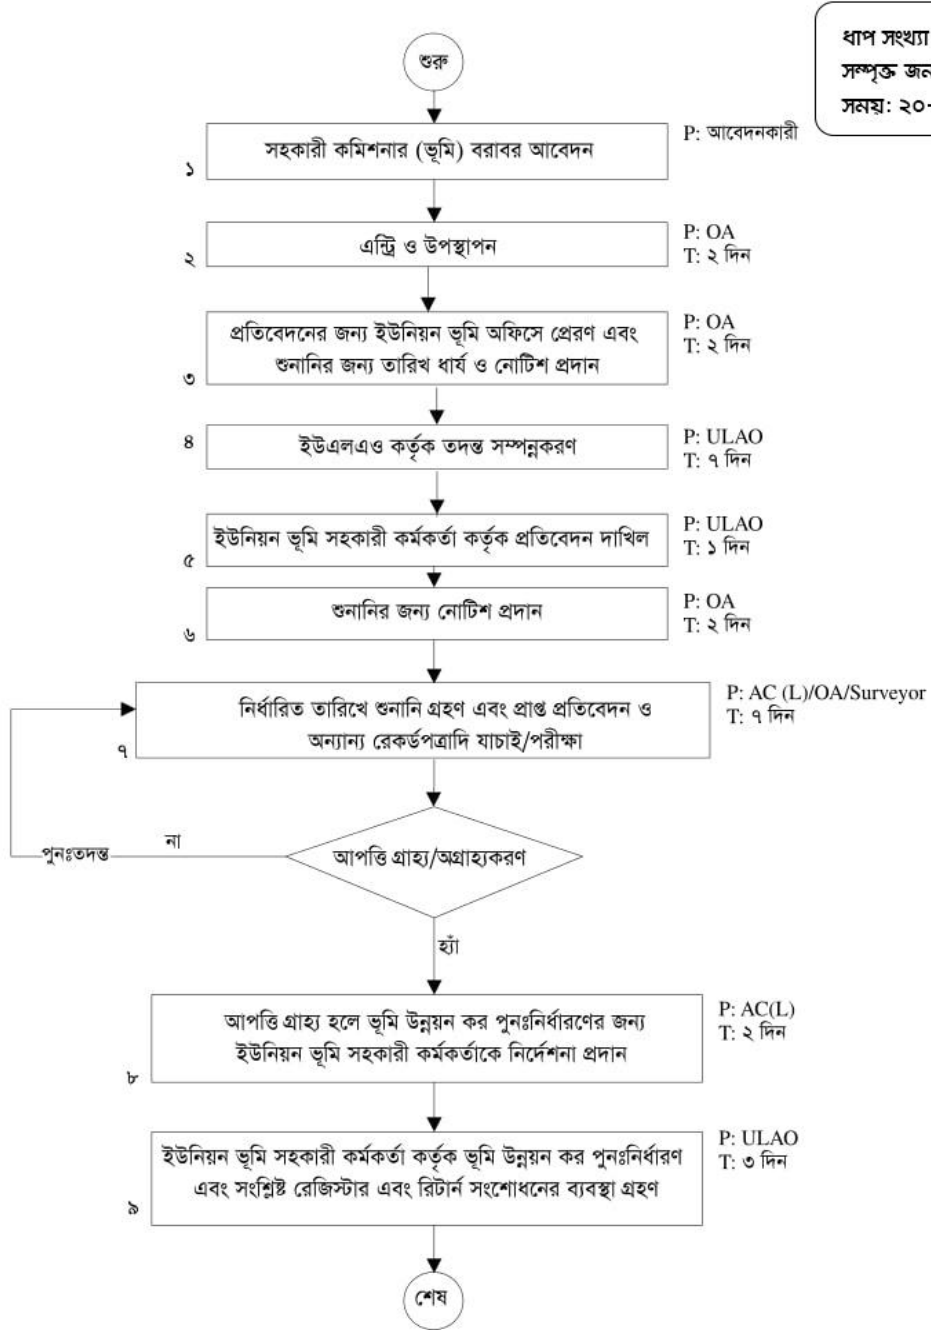 ধাপ সংখ্যা
সম্পৃক্ত
সময়: ২০-
শুরু
সহকারী কমিশনার (ভূমি) বরাবর আবেদন
P: আবেদনকারী
১
এন্ট্রি ও উপস্থাপন
P: OA
T: ২ দিন
২
প্রতিবেদনের জন্য ইউনিয়ন ভূমি অফিসে প্রেরণ এবং
শুনানির জন্য তারিখ ধার্য ও নোটিশ প্রদান
P: OA
T: ২ দিন
৩
৪
ইউএলএও কর্তৃক তদন্ত সম্পন্নকরণ
P: ULAO
T: ৭ দিন
ইউনিয়ন ভূমি সহকারী কর্মকর্তা কর্তৃক প্রতিবেদন দাখিল
P: ULAO
T: ১ দিন
৫
শুনানির জন্য নোটিশ প্রদান
P: OA
T: ২ দিন
৬
নির্ধারিত তারিখে শুনানি গ্রহণ এবং প্রাপ্ত প্রতিবেদন ও
অন্যান্য রেকর্ডপত্রাদি যাচাই/পরীক্ষা
P: AC (L)/OA/Surveyor
T: ৭ দিন
৭
না
পুনঃতদন্ত
আপত্তি গ্রাহ্য/অগ্রাহ্যকরণ
হ্যাঁ
আপত্তি গ্রাহ্য হলে ভূমি উন্নয়ন কর পুনঃনির্ধারণের জন্য
ইউনিয়ন ভূমি সহকারী কর্মকর্তাকে নির্দেশনা প্রদান
P: AC(L)
T: ২ দিন
৮
ইউনিয়ন ভূমি সহকারী কর্মকর্তা কর্তৃক ভূমি উন্নয়ন কর পুনঃনির্ধারণ
এবং সংশ্লিষ্ট রেজিস্টার এবং রিটার্ন সংশোধনের ব্যবস্থা গ্রহণ
P: ULAO
T: ৩ দিন
৯
শেষ